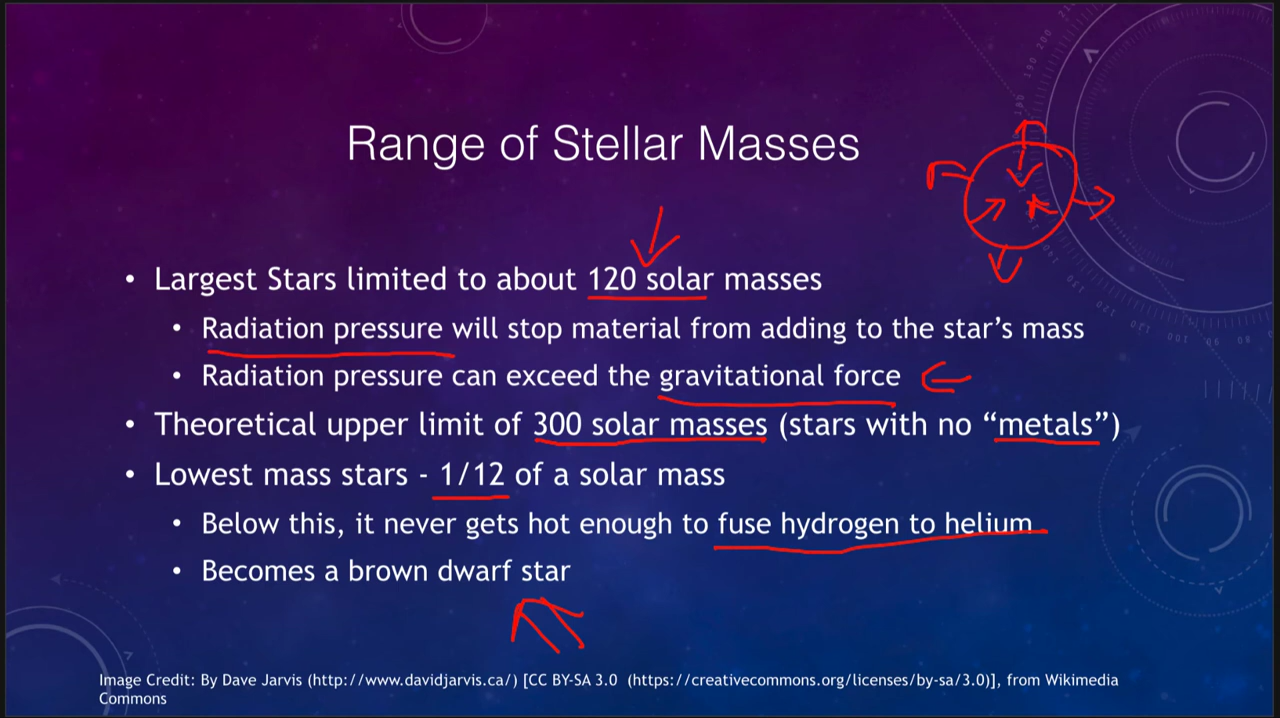 Range of Stellar Masses
• Largest Stars limited to about 120 solar masses
• Radiation pressure will stop material from adding to the star's mass
• Radiation pressure can exceed the gravitational force
• Theoretical upper limit of 300 solar masses (stars with no “metals”)
• Lowest mass stars - 1/12 of a solar mass
• Below this, it never gets hot enough to fuse hydrogen to helium
• Becomes a brown dwarf star
Image Credit: By Dave Jarvis (http://www.davidjarvis.ca/) [CC BY-SA 3.0 (https://creativecommons.org/licenses/by-sa/3.0)], from Wikimedia
Commons